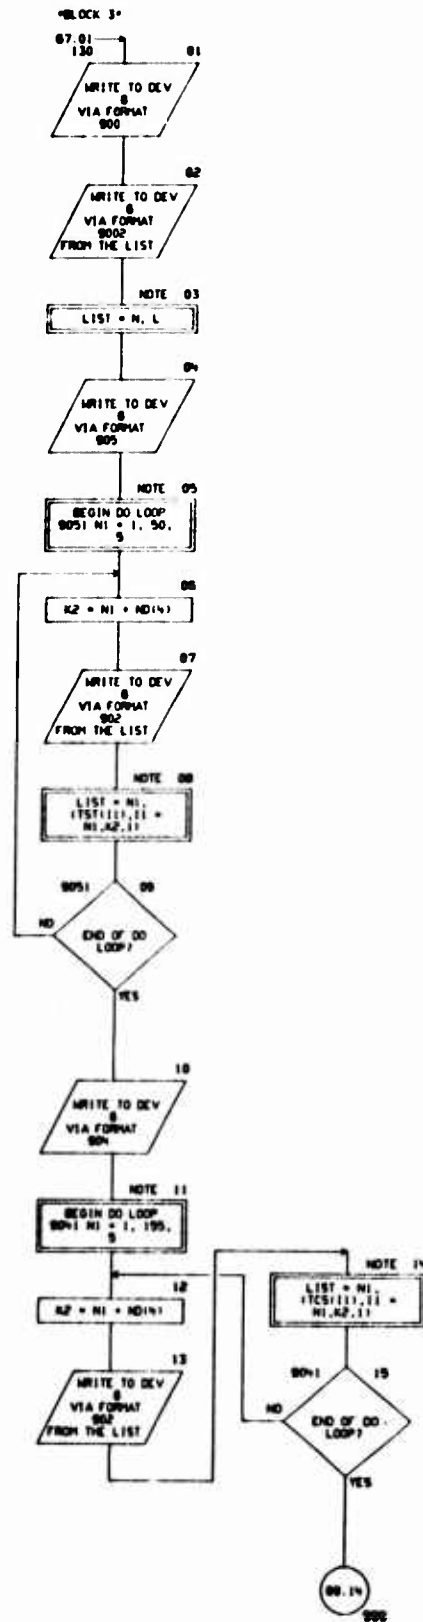 *BLOCK 3*
67.01
130
01
WRITE TO DEV
6
VIA FORMAT
900
02
WRITE TO DEV
6
VIA FORMAT
9002
FROM THE LIST
NOTE 03
LIST = N, L
04
WRITE TO DEV
6
VIA FORMAT
905
NOTE 05
BEGIN DO LOOP
9051 N1 = 1, 50,
5
06
K2 = N1 + ND(4)
07
WRITE TO DEV
6
VIA FORMAT
902
FROM THE LIST
NOTE 08
LIST = N1,
(TST(I1),I1 =
N1,K2,1)
9051 09
NO
END OF DO
LOOP?
YES
10
WRITE TO DEV
6
VIA FORMAT
904
NOTE 11
BEGIN DO LOOP
9041 N1 = 1, 195,
5
12
K2 = N1 + ND(4)
13
WRITE TO DEV
6
VIA FORMAT
902
FROM THE LIST
NOTE 14
LIST = N1,
(TCS(I1),I1 =
N1,K2,1)
9041 15
NO
END OF DO
LOOP?
YES
68.14